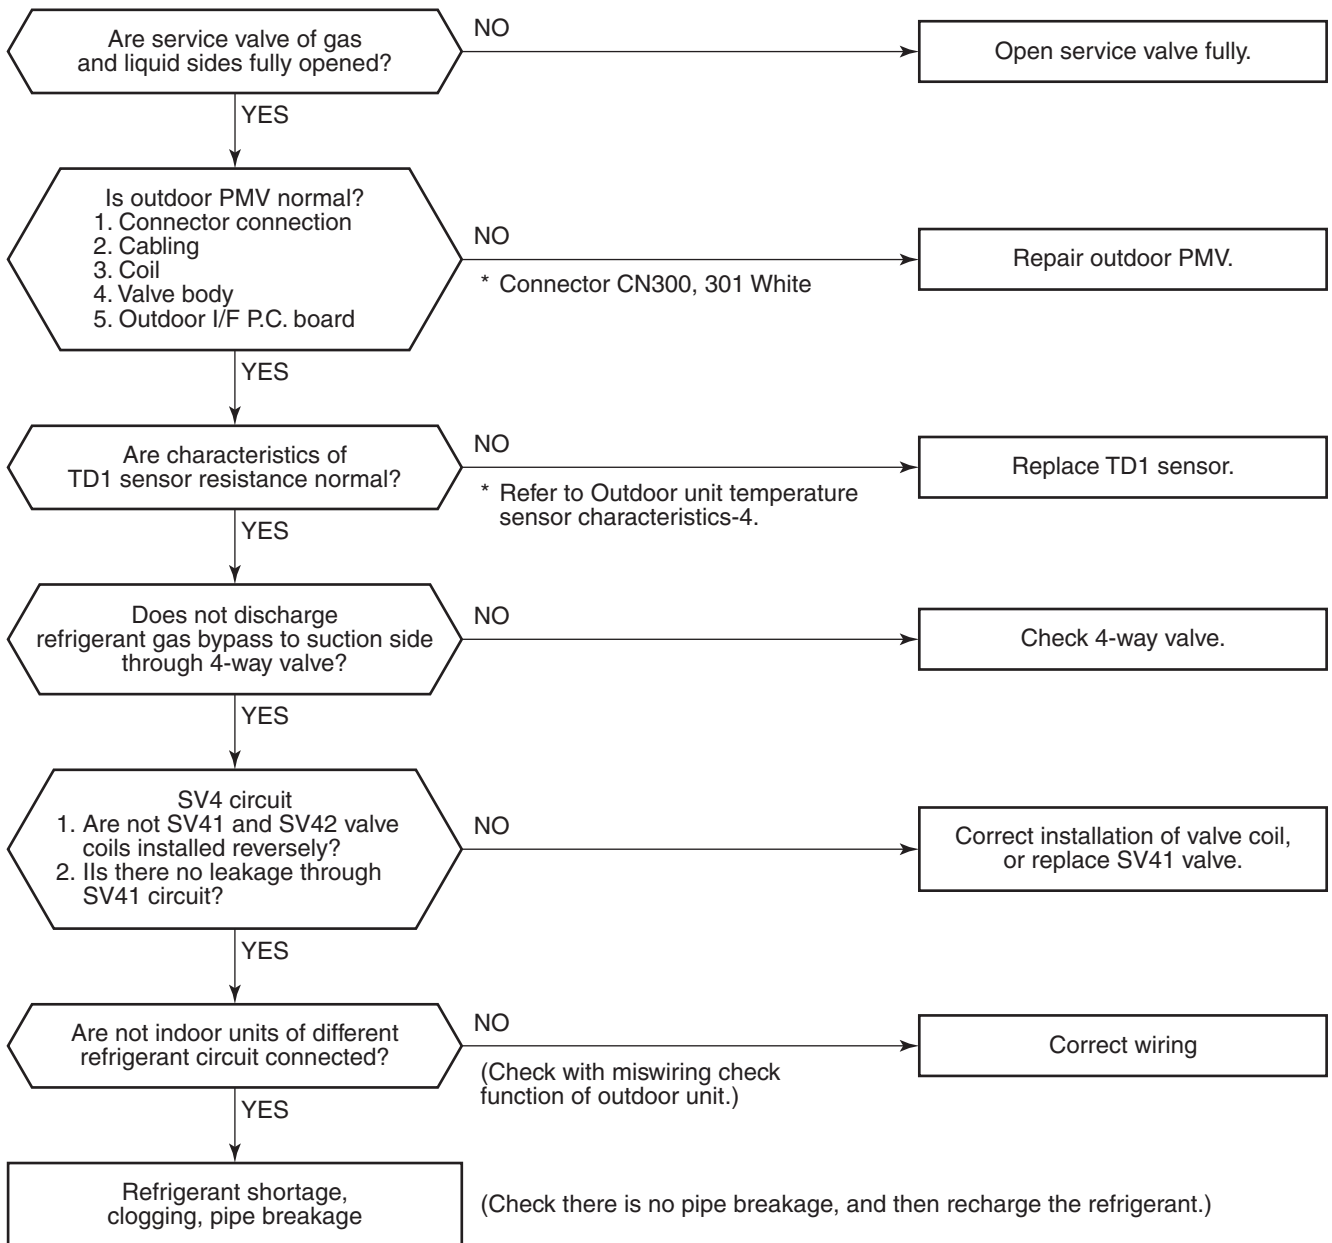 Are service valve of gas
and liquid sides fully opened?
NO
Open service valve fully.
YES
Is outdoor PMV normal?
1. Connector connection
2. Cabling
3. Coil
4. Valve body
5. Outdoor I/F P.C. board
NO
* Connector CN300, 301 White
Repair outdoor PMV.
YES
Are characteristics of
TD1 sensor resistance normal?
NO
* Refer to Outdoor unit temperature
sensor characteristics-4.
Replace TD1 sensor.
YES
Does not discharge
refrigerant gas bypass to suction side
through 4-way valve?
NO
Check 4-way valve.
YES
SV4 circuit
1. Are not SV41 and SV42 valve
coils installed reversely?
2. IIs there no leakage through
SV41 circuit?
NO
Correct installation of valve coil,
or replace SV41 valve.
YES
Are not indoor units of different
refrigerant circuit connected?
NO
(Check with miswiring check
function of outdoor unit.)
Correct wiring
YES
Refrigerant shortage,
clogging, pipe breakage
(Check there is no pipe breakage, and then recharge the refrigerant.)